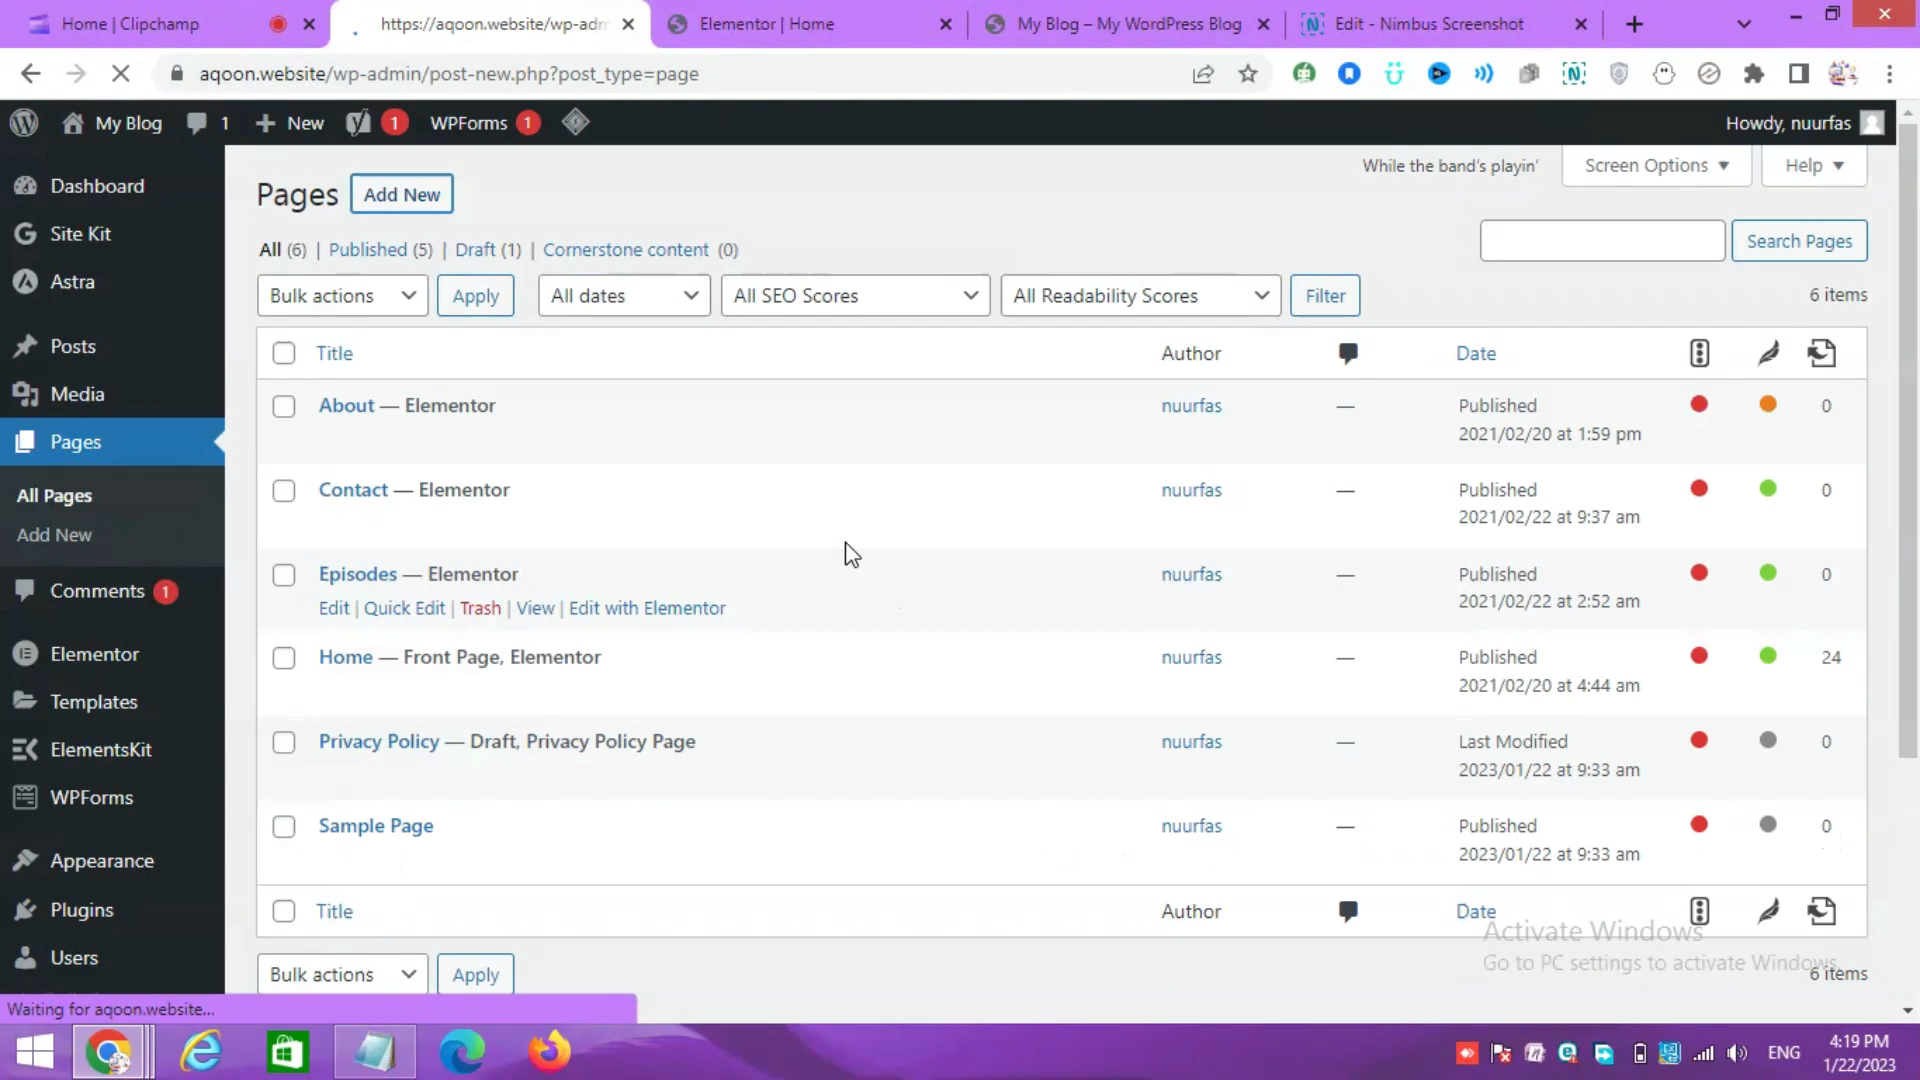 Home | Clipchamp
https://aqoon.website/wp-adm
Elementor | Home
My Blog – My WordPress Blog
Edit - Nimbus Screenshot
aqoon.website/wp-admin/post-new.php?post_type=page
My Blog 1 New 1 WPForms 1
Howdy, nuurfas
While the band's playin'
Screen Options
Help
Dashboard
Site Kit
Astra
Posts
Media
Pages
All Pages
Add New
Comments 1
Elementor
Templates
ElementsKit
WPForms
Appearance
Plugins
Users
Pages Add New
All (6) | Published (5) | Draft (1) | Cornerstone content (0)
Search Pages
Bulk actions Apply All dates All SEO Scores All Readability Scores Filter 6 items
Title Author Date
About — Elementor nuurfas — Published 0
2021/02/20 at 1:59 pm
Contact — Elementor nuurfas — Published 0
2021/02/22 at 9:37 am
Episodes — Elementor nuurfas — Published 0
Edit | Quick Edit | Trash | View | Edit with Elementor 2021/02/22 at 2:52 am
Home — Front Page, Elementor nuurfas — Published 24
2021/02/20 at 4:44 am
Privacy Policy — Draft, Privacy Policy Page nuurfas — Last Modified 0
2023/01/22 at 9:33 am
Sample Page nuurfas — Published 0
2023/01/22 at 9:33 am
Title Author Date
Activate Windows
Go to PC settings to activate Windows.
Bulk actions Apply 6 items
Waiting for aqoon.website...
ENG
4:19 PM
1/22/2023